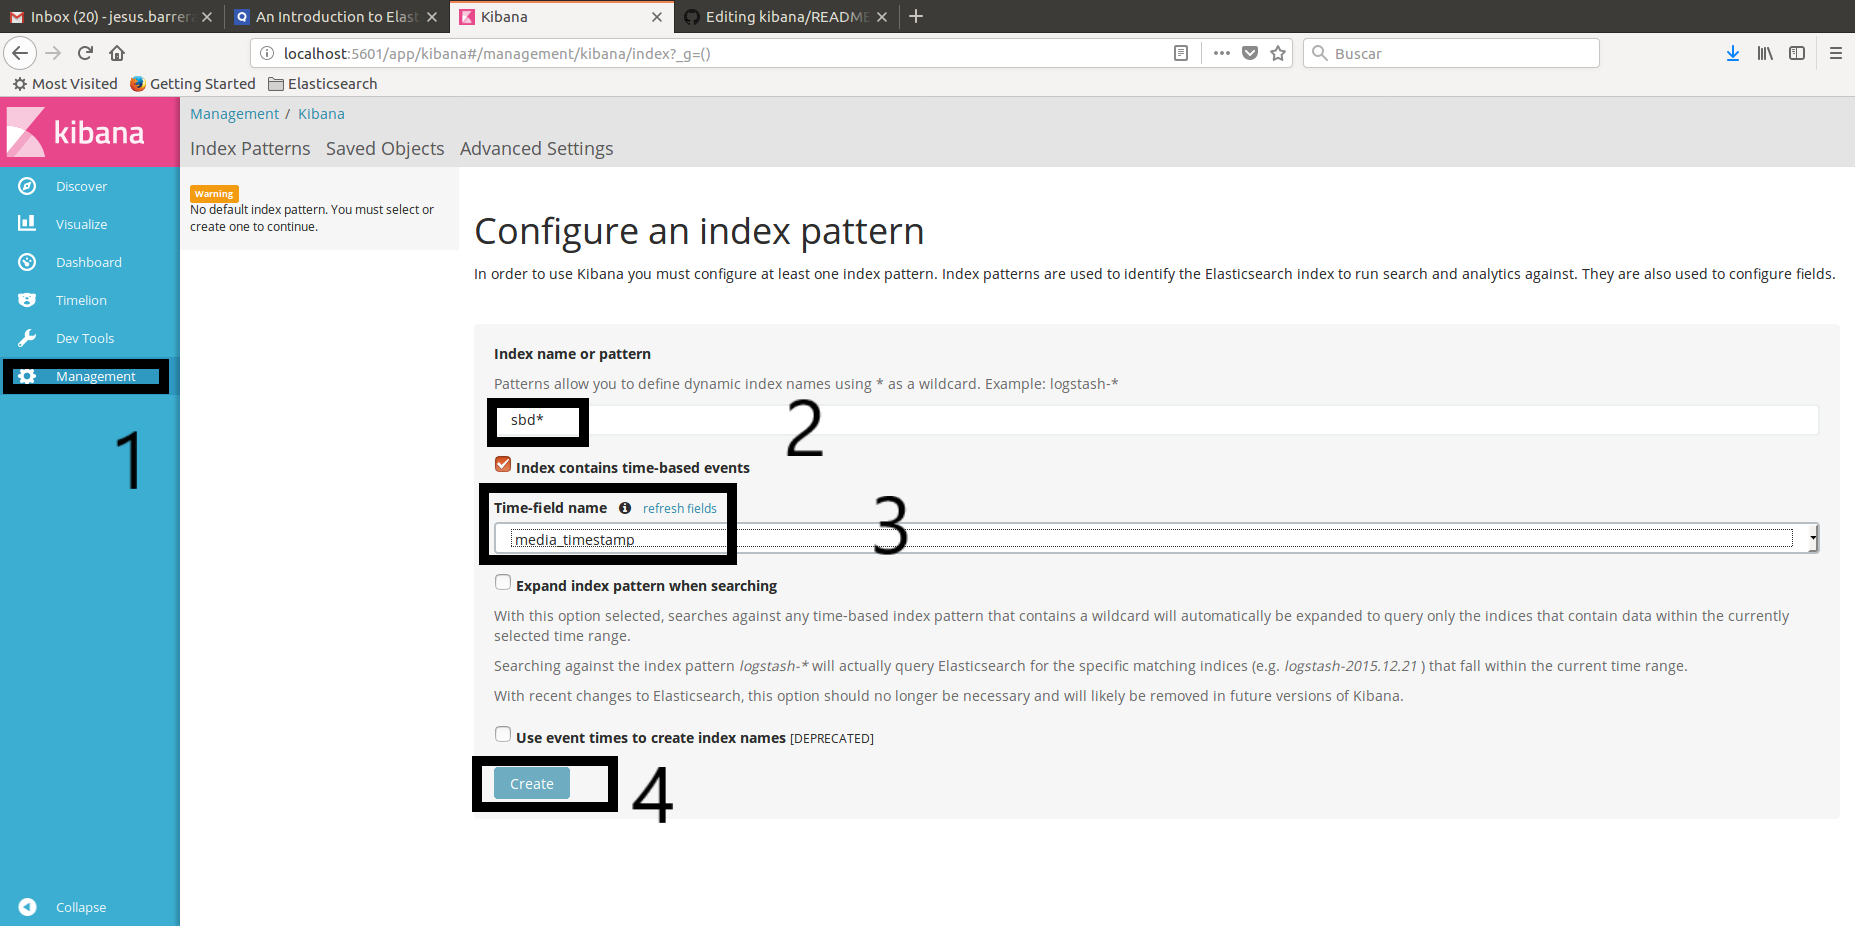 Inbox (20) - jesus.barrera
An Introduction to Elast
Kibana
Editing kibana/README
localhost:5601/app/kibana#/management/kibana/index?_g=()
Buscar
Most Visited
Getting Started
Elasticsearch
kibana
Discover
Visualize
Dashboard
Timelion
Dev Tools
Management
1
Collapse
Management / Kibana
Index Patterns Saved Objects Advanced Settings
Warning
No default index pattern. You must select or
create one to continue.
Configure an index pattern
In order to use Kibana you must configure at least one index pattern. Index patterns are used to identify the Elasticsearch index to run search and analytics against. They are also used to configure fields.
Index name or pattern
Patterns allow you to define dynamic index names using * as a wildcard. Example: logstash-*
sbd*
2
Index contains time-based events
Time-field name refresh fields
media_timestamp
3
Expand index pattern when searching
With this option selected, searches against any time-based index pattern that contains a wildcard will automatically be expanded to query only the indices that contain data within the currently
selected time range.
Searching against the index pattern logstash-* will actually query Elasticsearch for the specific matching indices (e.g. logstash-2015.12.21 ) that fall within the current time range.
With recent changes to Elasticsearch, this option should no longer be necessary and will likely be removed in future versions of Kibana.
Use event times to create index names [DEPRECATED]
Create
4